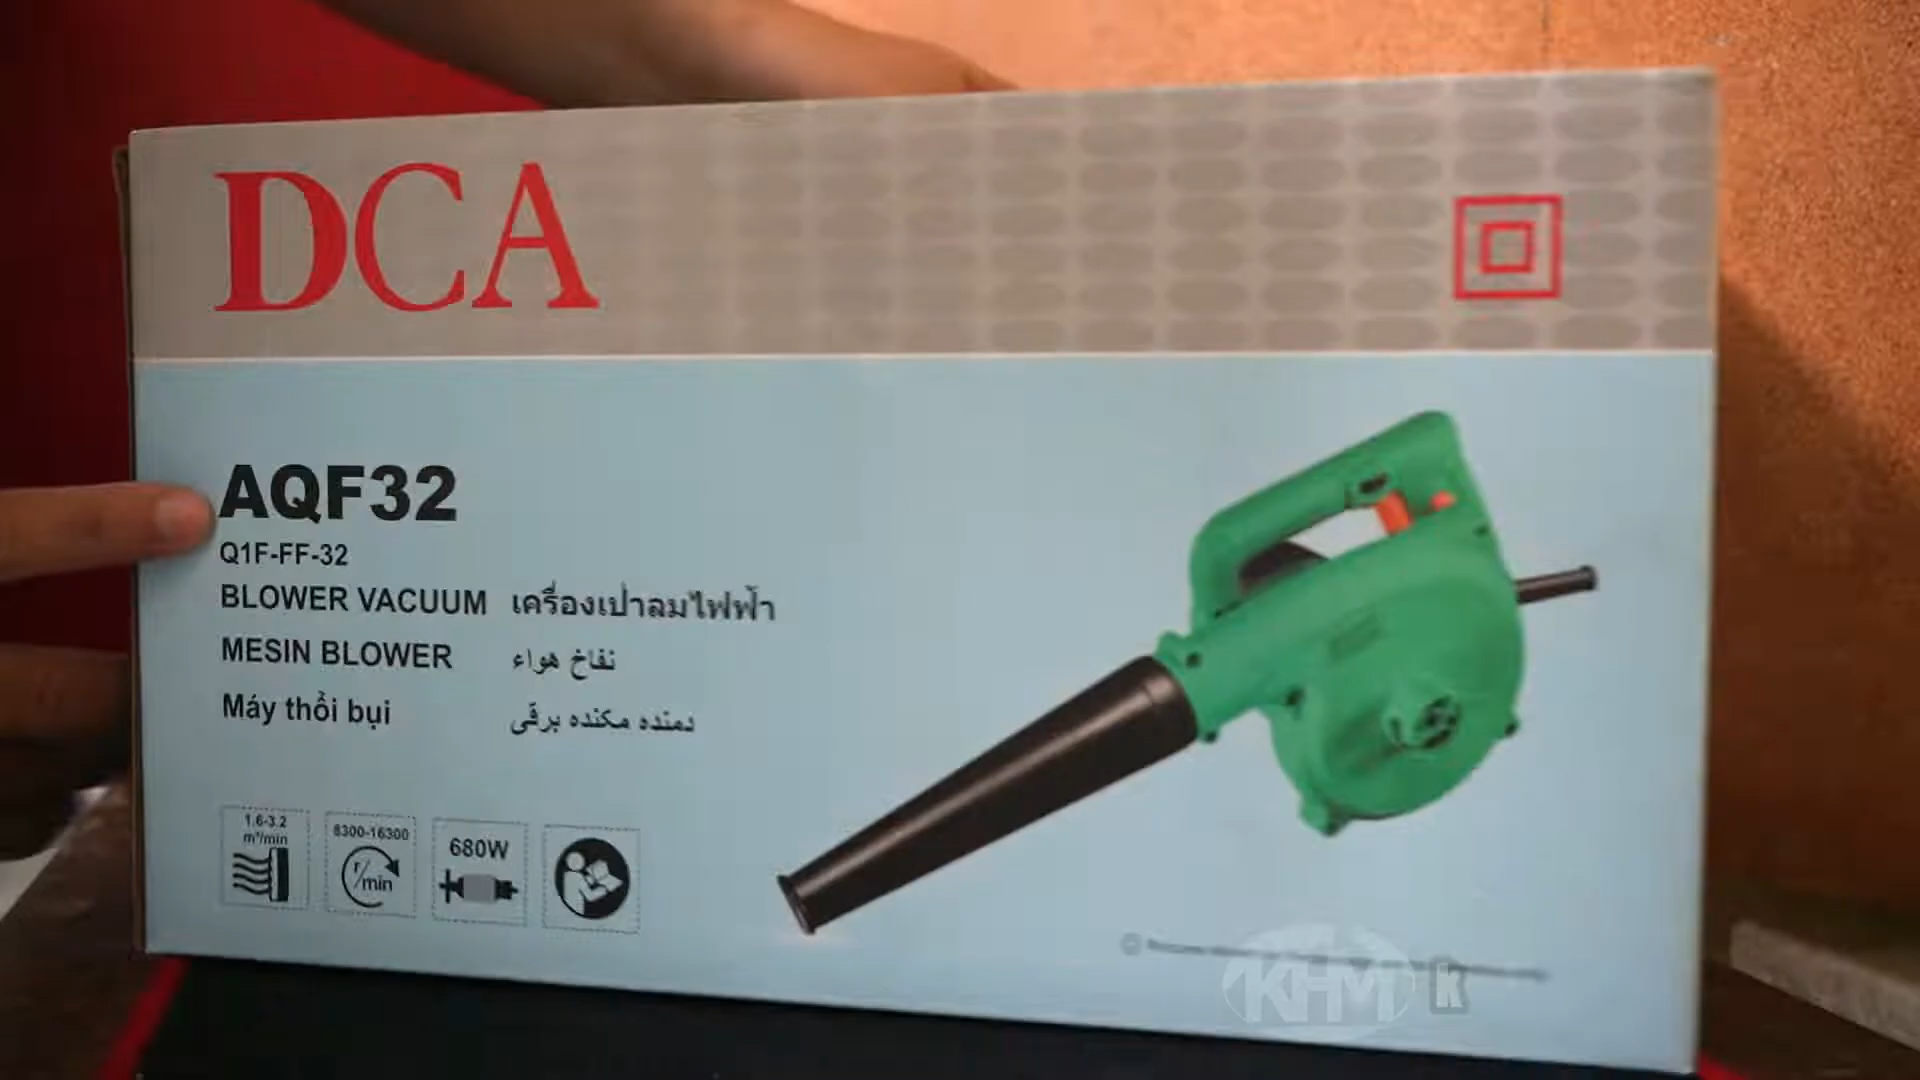 DCA
AQF32
Q1F-FF-32
BLOWER VACUUM เครื่องเป่าลมไฟฟ้า
MESIN BLOWER نفاخ هواء
Máy thổi bụi دمنده مکنده برقی
1.6-3.2
m³/min
8300-16300
r/min
680W
KHM K